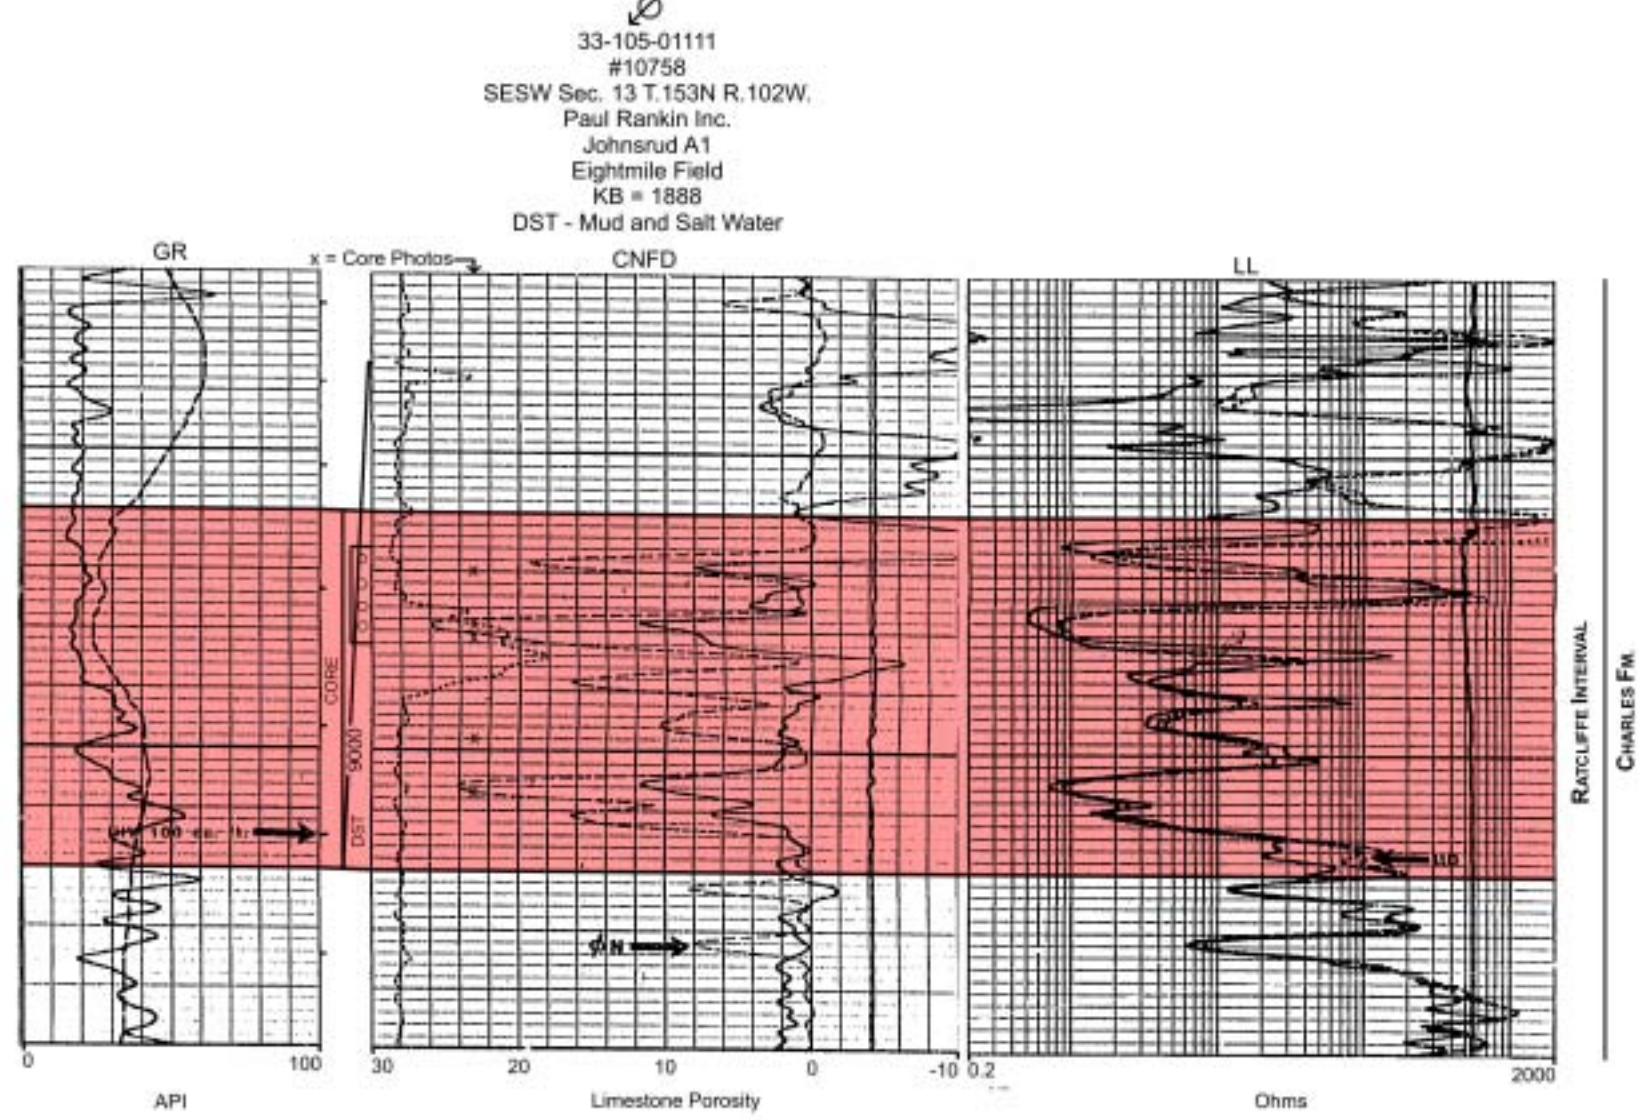 33-105-01111
#10758
SESW Sec. 13 T.153N R.102W.
Paul Rankin Inc.
Johnsrud A1
Eightmile Field
KB = 1888
DST - Mud and Salt Water
GR
x = Core Photos
CNFD
LL
CORE
9000
DST
ϕN
LLD
RATCLIFFE INTERVAL
CHARLES FM.
0 100
30 20 10 0 -10
0.2 2000
API
Limestone Porosity
Ohms